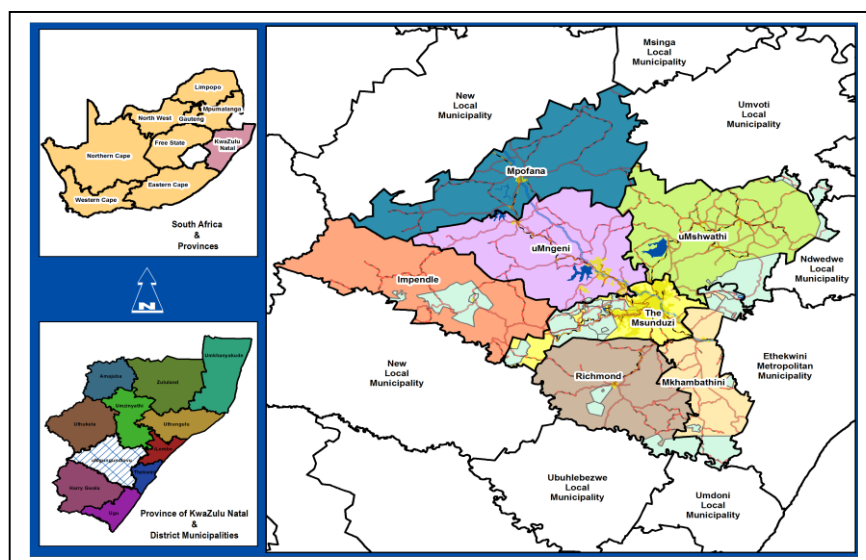 Limpopo
North West
Mpumalanga
Gauteng
Free State
KwaZulu
Natal
Northern Cape
Eastern Cape
Western Cape
South Africa
&
Provinces
N
Umkhanyakude
Amajuba
Zululand
Umzinyathi
Uthukela
Uthungulu
iLembe
Umgungundlovu
Harry Gwala
Ugu
Province of KwaZulu Natal
&
District Municipalities
Msinga
Local
Municipality
New
Local
Municipality
Umvoti
Local
Municipality
Mpofana
uMshwathi
uMngeni
Ndwedwe
Local
Municipality
Impendle
The
Msunduzi
New
Local
Municipality
Ethekwini
Metropolitan
Municipality
Richmond
Mkhambathini
Ubuhlebezwe
Local
Municipality
Umdoni
Local
Municipality